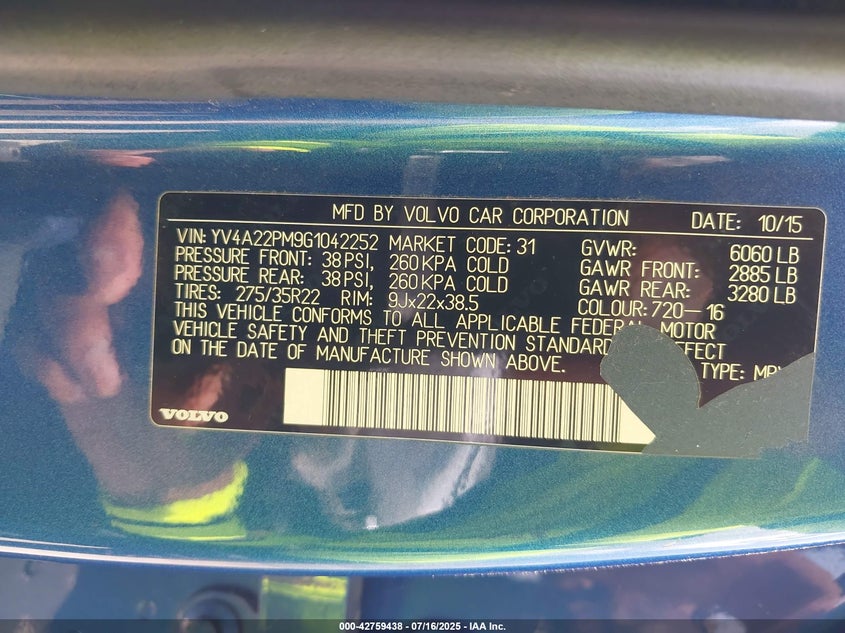 MFD BY VOLVO CAR CORPORATION DATE: 10/15
VIN: YV4A22PM9G1042252 MARKET CODE: 31 GVWR: 6060 LB
PRESSURE FRONT: 38 PSI, 260 KPA COLD GAWR FRONT: 2885 LB
PRESSURE REAR: 38 PSI, 260 KPA COLD GAWR REAR: 3280 LB
TIRES: 275/35R22 RIM: 9Jx22x38.5 COLOUR: 720-16
THIS VEHICLE CONFORMS TO ALL APPLICABLE FEDERAL MOTOR
VEHICLE SAFETY AND THEFT PREVENTION STANDARD EFFECT
ON THE DATE OF MANUFACTURE SHOWN ABOVE. TYPE:
VOLVO
000-42759438 - 07/16/2025 - IAA Inc.